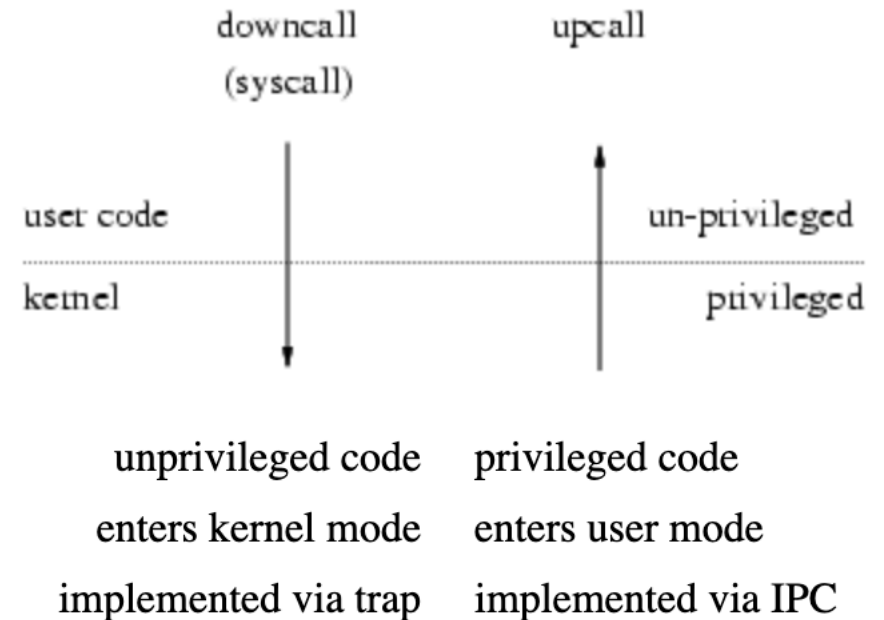 downcall upcall
(syscall)
user code un-privileged
kernel privileged
unprivileged code privileged code
enters kernel mode enters user mode
implemented via trap implemented via IPC